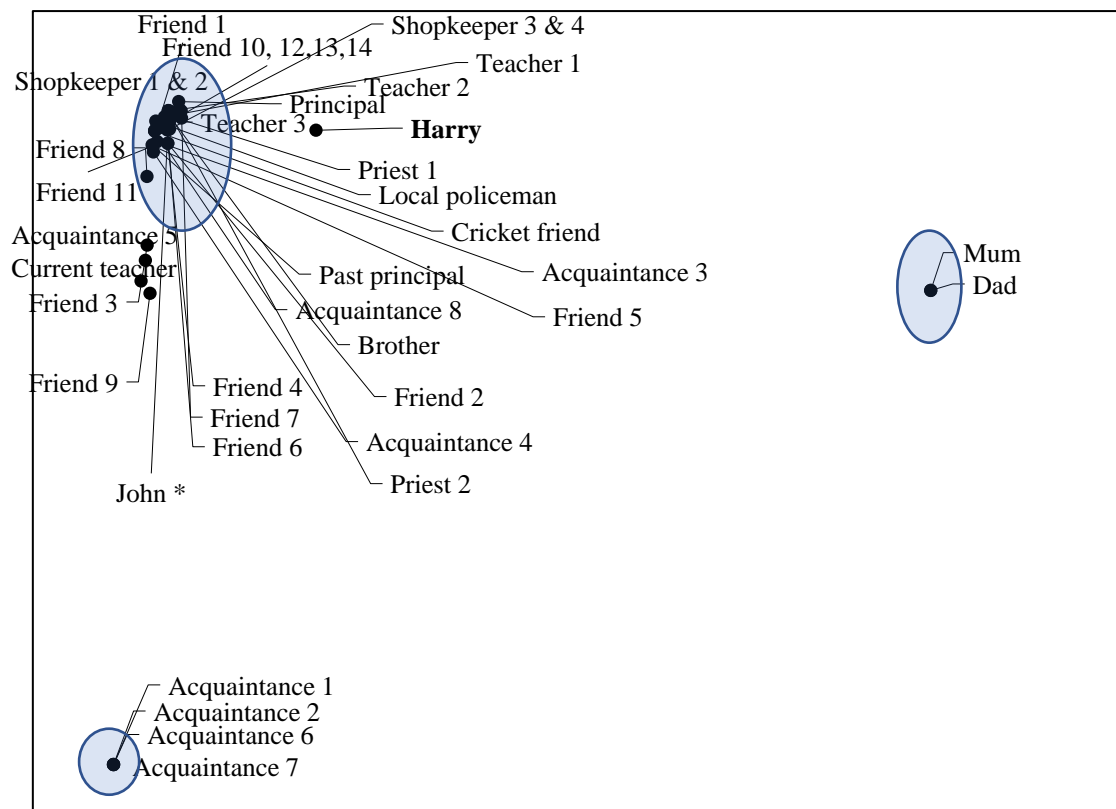 Friend 1
Shopkeeper 3 & 4
Friend 10, 12,13,14
Teacher 1
Shopkeeper 1 & 2
Teacher 2
Principal
Teacher 3
Harry
Friend 8
Priest 1
Friend 11
Local policeman
Acquaintance 5
Cricket friend
Mum
Current teacher
Past principal
Acquaintance 3
Dad
Friend 3
Acquaintance 8
Friend 5
Brother
Friend 9
Friend 4
Friend 2
Friend 7
Friend 6
Acquaintance 4
Priest 2
John *
Acquaintance 1
Acquaintance 2
Acquaintance 6
Acquaintance 7